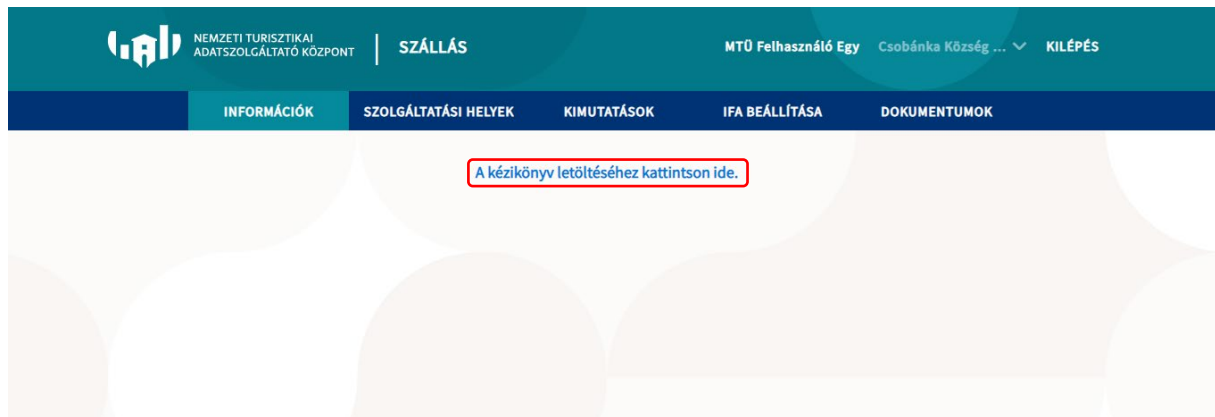 NEMZETI TURISZTIKAI
ADATSZOLGÁLTATÓ KÖZPONT
SZÁLLÁS
MTÜ Felhasználó Egy
Csobánka Község ...
KILÉPÉS
INFORMÁCIÓK
SZOLGÁLTATÁSI HELYEK
KIMUTATÁSOK
IFA BEÁLLÍTÁSA
DOKUMENTUMOK
A kézikönyv letöltéséhez kattintson ide.